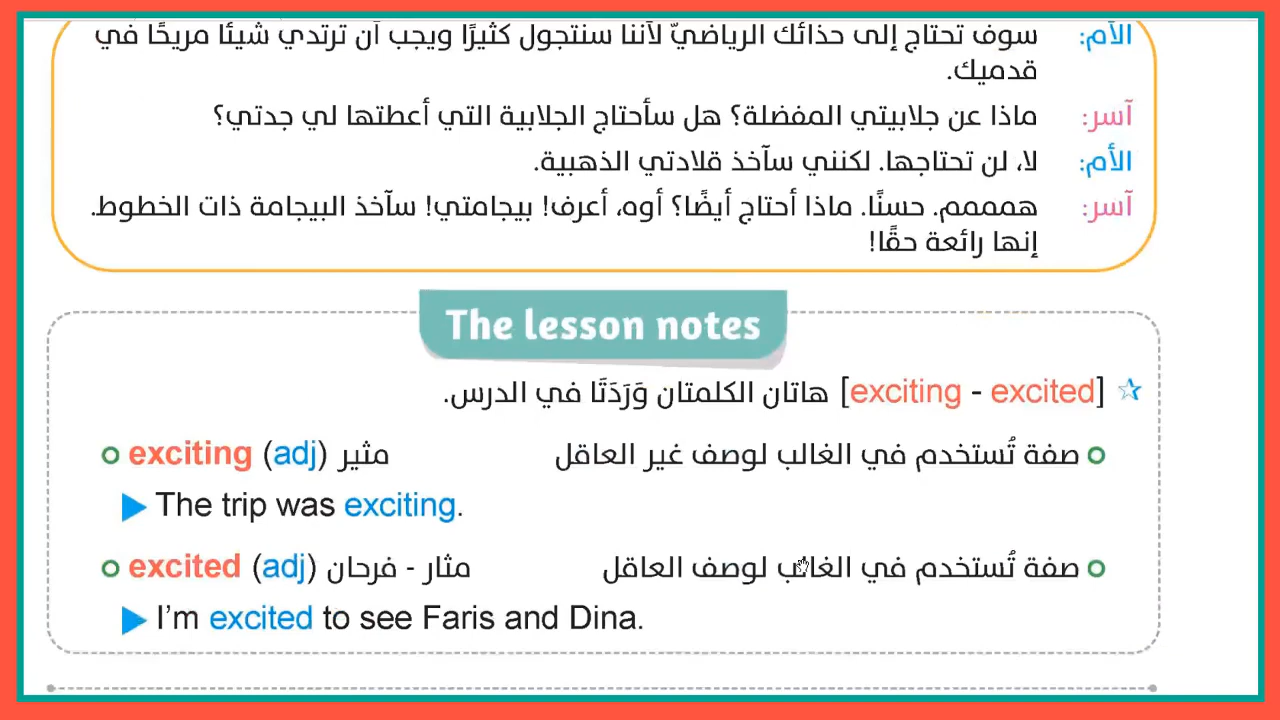 الأم: سوف تحتاج إلى حذائك الرياضيّ لأننا سنتجول كثيرًا ويجب أن ترتدي شيئًا مريحًا في
قدميك.
آسر: ماذا عن جلابيتي المفضلة؟ هل سأحتاج الجلابية التي أعطتها لي جدتي؟
الأم: لا، لن تحتاجها. لكنني سآخذ قلادتي الذهبية.
آسر: همممم. حسنًا. ماذا أحتاج أيضًا؟ أوه، أعرف! بيجامتي! سآخذ البيجامة ذات الخطوط.
إنها رائعة حقًا!
The lesson notes
[exciting - excited] هاتان الكلمتان وَرَدَتَا في الدرس.
exciting (adj) مثير صفة تُستخدم في الغالب لوصف غير العاقل
The trip was exciting.
excited (adj) مثار - فرحان صفة تُستخدم في الغالب لوصف العاقل
I'm excited to see Faris and Dina.